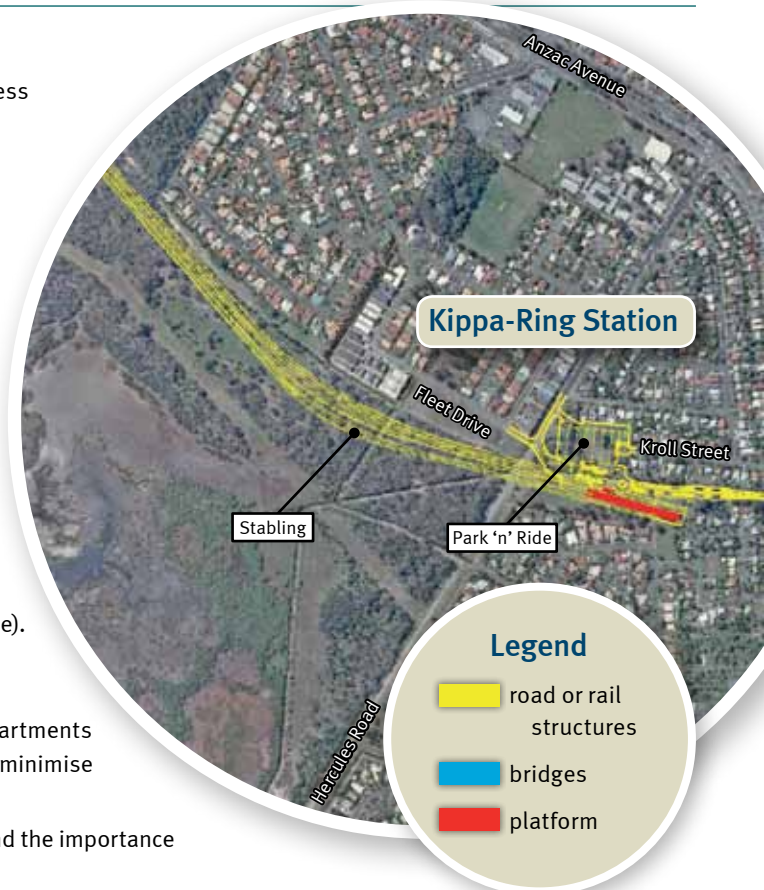 ess
Anzac Avenue
Kippa-Ring Station
Fleet Drive
Kroll Street
Stabling
Park ‘n’ Ride
e).
Legend
road or rail
structures
artments
minimise
bridges
Hercules Road
platform
nd the importance